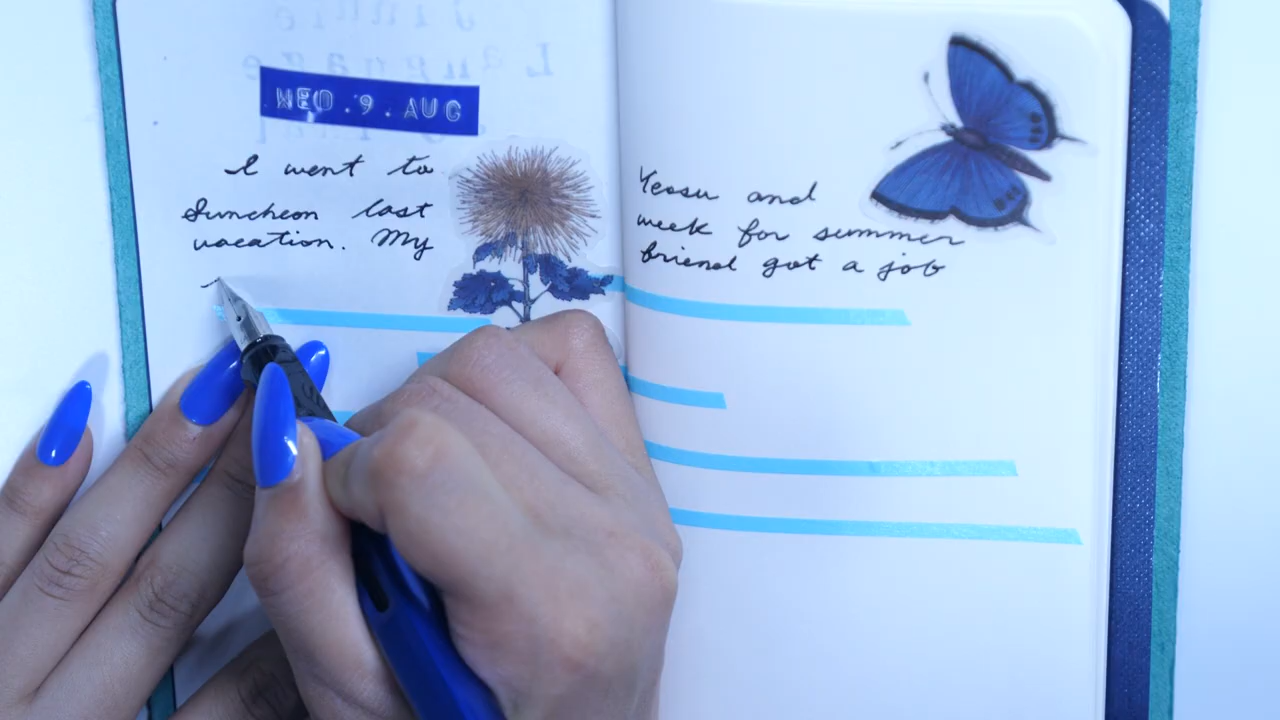 WED.9.AUG
I went to Yeosu and
Suncheon last week for summer
vacation. My friend got a job